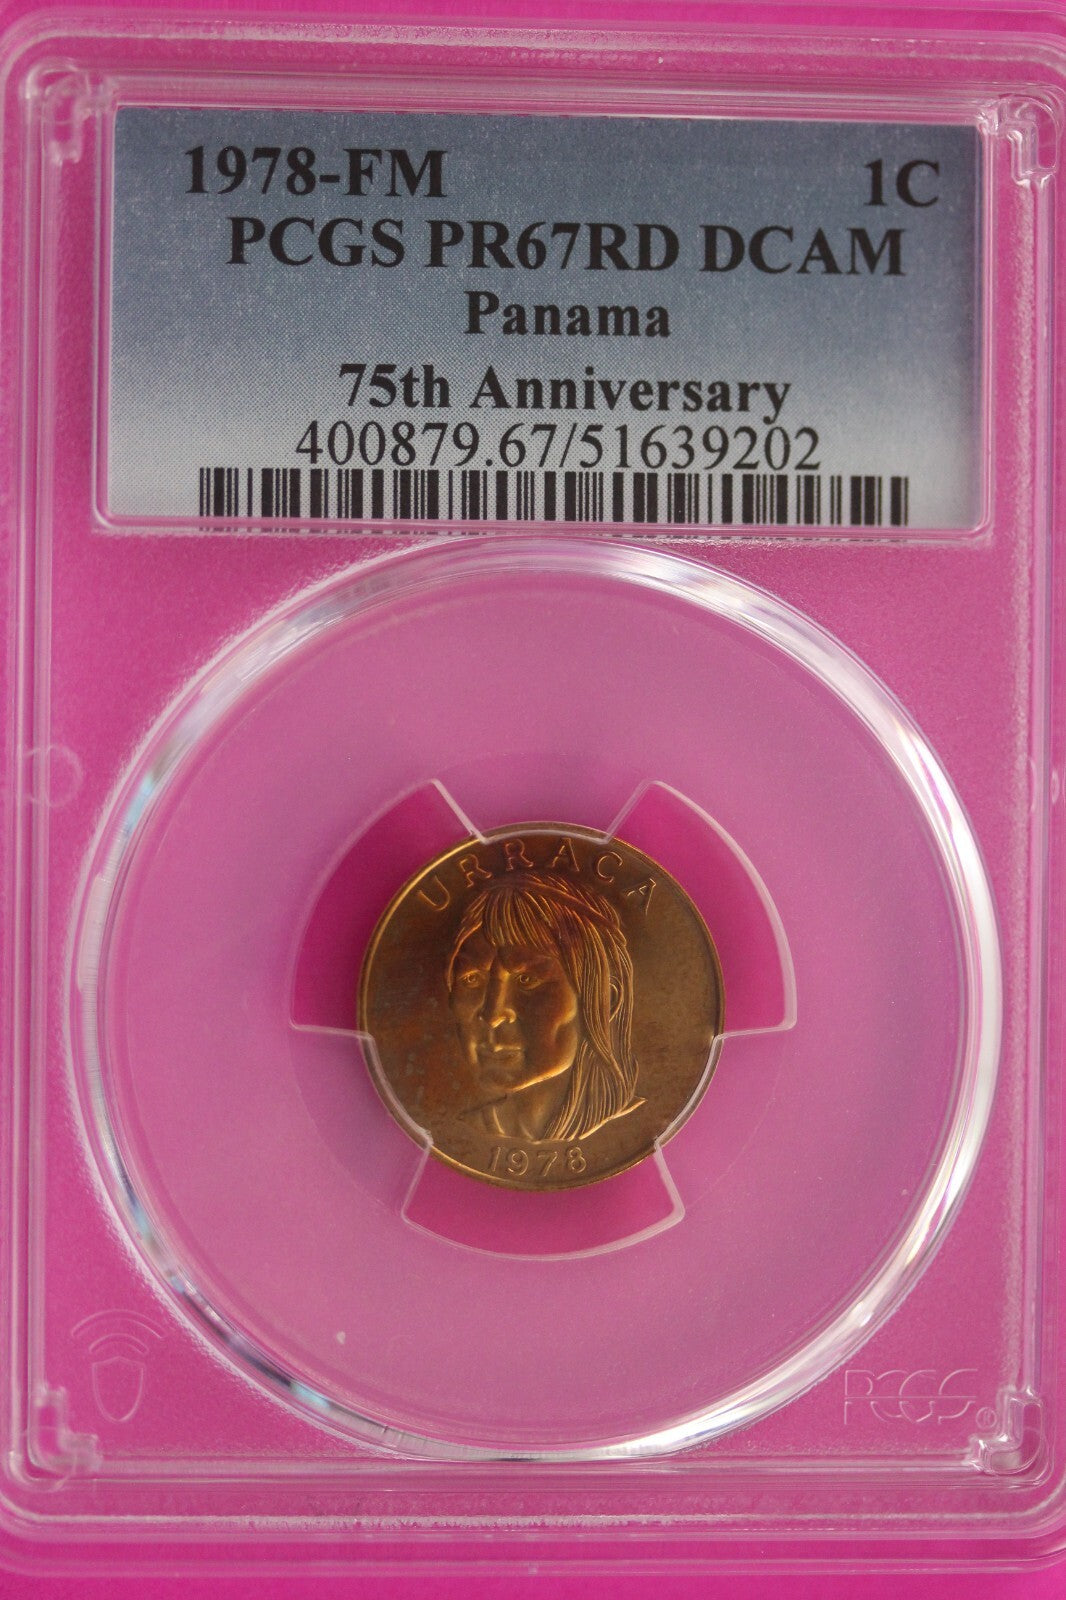 1978-FM 1C
PCGS PR67RD DCAM
Panama
75th Anniversary
400879.67/51639202
URRACA
1978
PCGS®